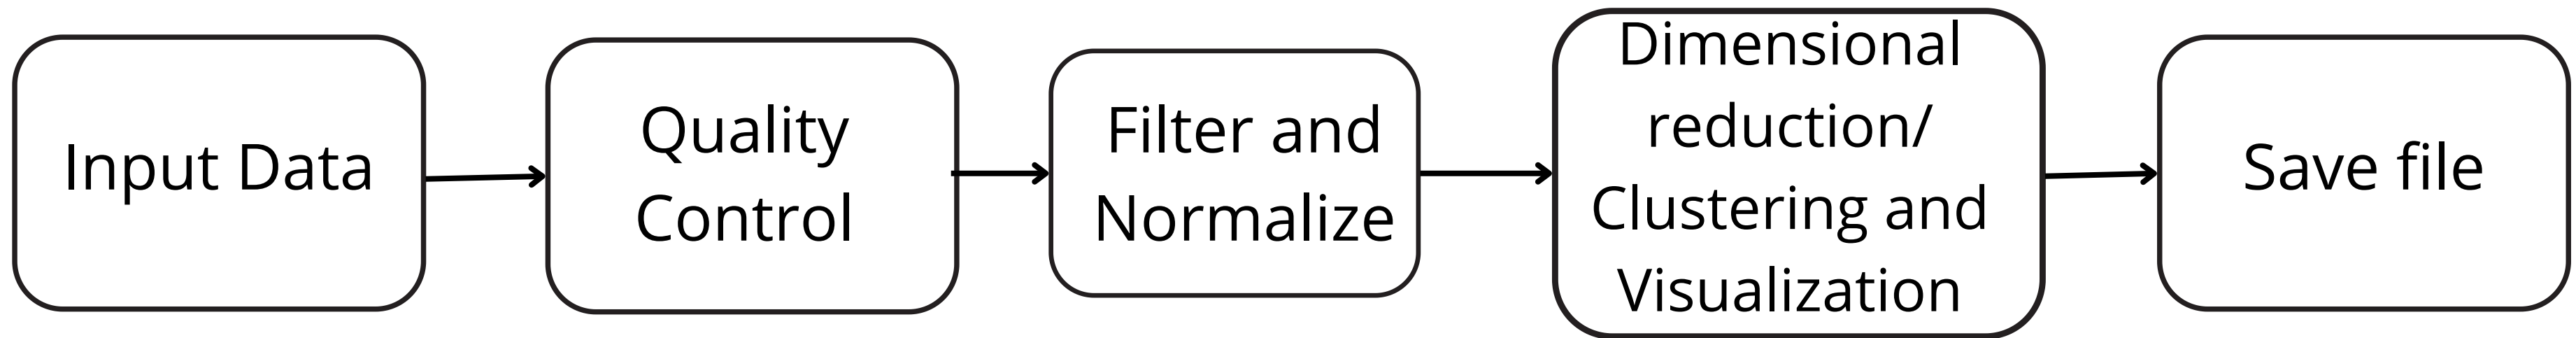 Input Data
Quality
Control
Filter and
Normalize
Dimensional
reduction/
Clustering and
Visualization
Save file